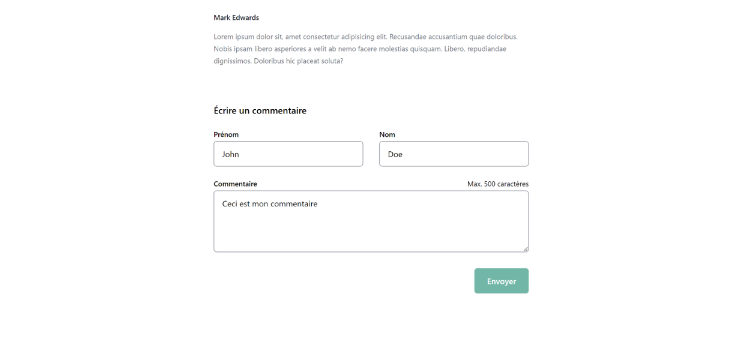 Mark Edwards
Lorem ipsum dolor sit, amet consectetur adipisicing elit. Recusandae accusantium quae doloribus.
Nobis ipsam libero asperiores a velit ab nemo facere molestias quisquam. Libero, repudiandae
dignissimos. Doloribus hic placeat soluta?
Écrire un commentaire
Prénom Nom
John Doe
Commentaire Max. 500 caractères
Ceci est mon commentaire
Envoyer